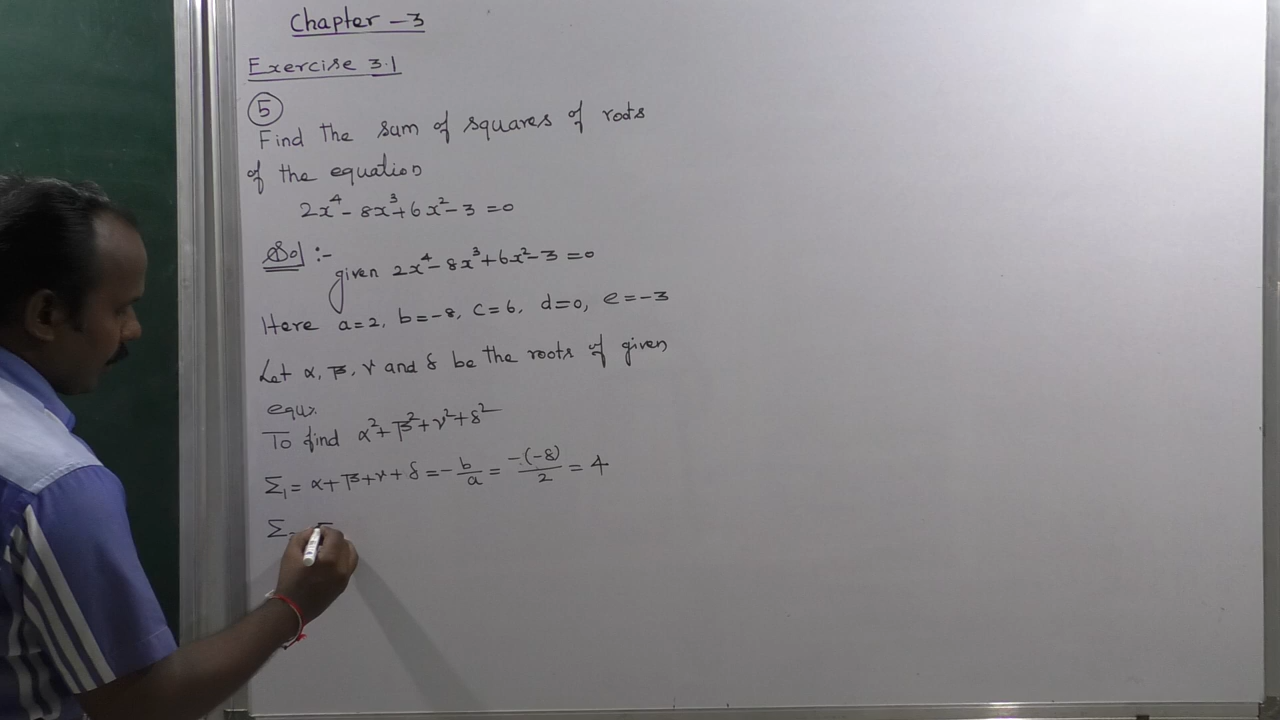 Chapter - 3
Exercise 3.1
5
Find the sum of squares of roots
of the equation
2x⁴ - 8x³ + 6x² - 3 = 0
Sol :-
given 2x⁴ - 8x³ + 6x² - 3 = 0
Here a=2, b=-8, c=6, d=0, e=-3
Let α, β, γ and δ be the roots of given
equ.
To find α² + β² + γ² + δ²
Σ₁ = α + β + γ + δ = -b/a = -(-8)/2 = 4
Σ